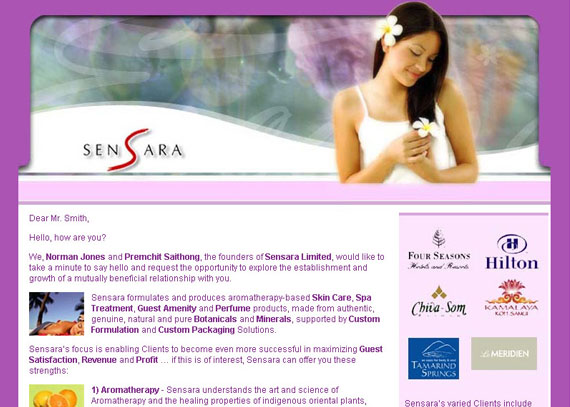 SENSARA
Dear Mr. Smith,
Hello, how are you?
We, Norman Jones and Premchit Saithong, the founders of Sensara Limited, would like to
take a minute to say hello and request the opportunity to explore the establishment and
growth of a mutually beneficial relationship with you.
Sensara formulates and produces aromatherapy-based Skin Care, Spa
Treatment, Guest Amenity and Perfume products, made from authentic,
genuine, natural and pure Botanicals and Minerals, supported by Custom
Formulation and Custom Packaging Solutions.
Sensara's focus is enabling Clients to become even more successful in maximizing Guest
Satisfaction, Revenue and Profit ... if this is of interest, Sensara can offer you these
strengths:
1) Aromatherapy - Sensara understands the art and science of
Aromatherapy and the healing properties of indigenous oriental plants,
FOUR SEASONS
Hotels and Resorts
Hilton
Chiva-Som
KAMALAYA
KOH SAMUI
TAMARIND
SPRINGS
Le MERIDIEN
Sensara's varied Clients include